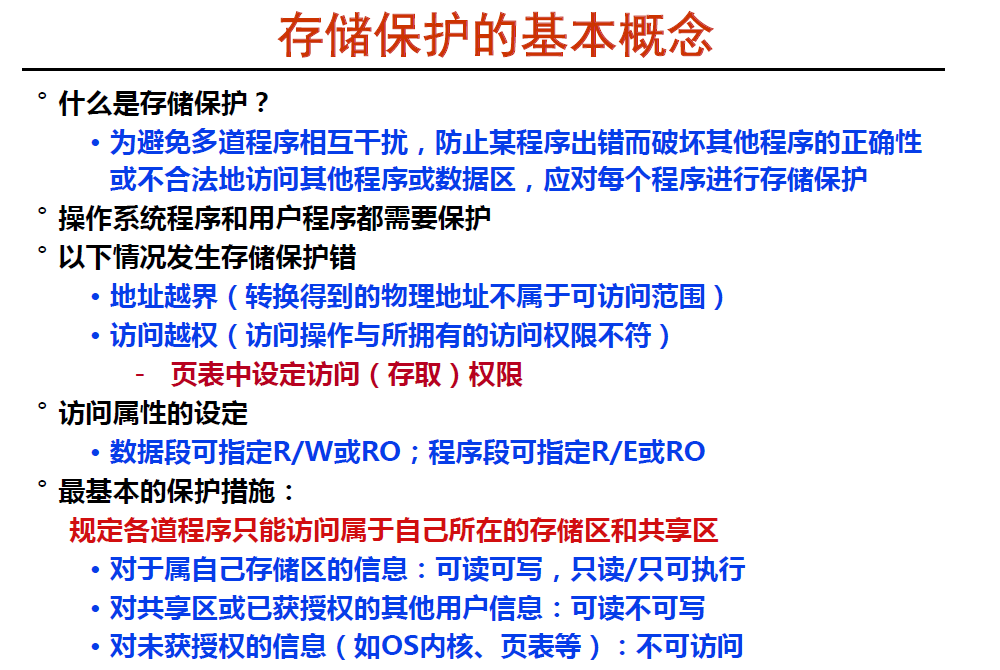 存储保护的基本概念
° 什么是存储保护？
• 为避免多道程序相互干扰，防止某程序出错而破坏其他程序的正确性
或不合法地访问其他程序或数据区，应对每个程序进行存储保护
° 操作系统程序和用户程序都需要保护
° 以下情况发生存储保护错
• 地址越界（转换得到的物理地址不属于可访问范围）
• 访问越权（访问操作与所拥有的访问权限不符）
- 页表中设定访问（存取）权限
° 访问属性的设定
• 数据段可指定R/W或RO；程序段可指定R/E或RO
° 最基本的保护措施：
规定各道程序只能访问属于自己所在的存储区和共享区
• 对于属自己存储区的信息：可读可写，只读/只可执行
• 对共享区或已获授权的其他用户信息：可读不可写
• 对未获授权的信息（如OS内核、页表等）：不可访问